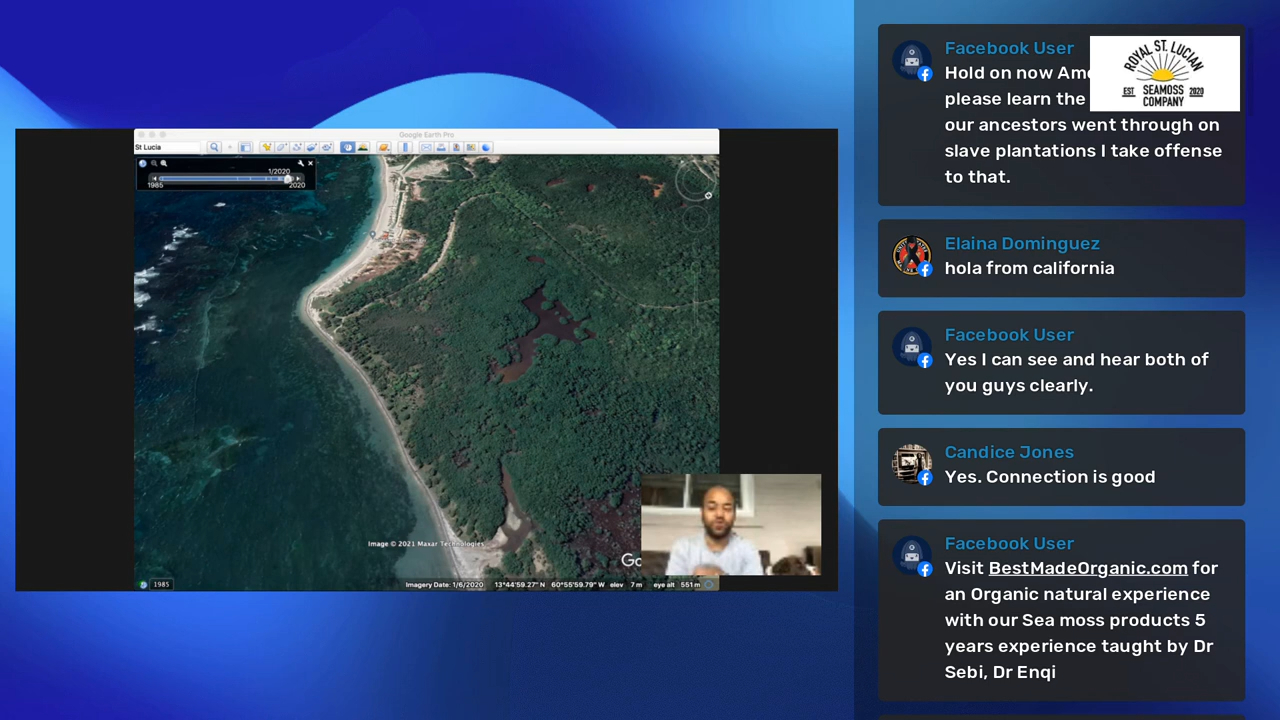 Google Earth Pro
St Lucia
1/2020
1985
2020
Image © 2021 Maxar Technologies
Go
1985
Imagery Date: 1/6/2020 13°44'59.27" N 60°55'59.79" W elev 7 m eye alt 551 m
Facebook User
Hold on now Am
please learn the
our ancestors went through on
slave plantations I take offense
to that.
ROYAL ST. LUCIAN
EST SEAMOSS 2020
COMPANY
Elaina Dominguez
hola from california
Facebook User
Yes I can see and hear both of
you guys clearly.
Candice Jones
Yes. Connection is good
Facebook User
Visit BestMadeOrganic.com for
an Organic natural experience
with our Sea moss products 5
years experience taught by Dr
Sebi, Dr Enqi